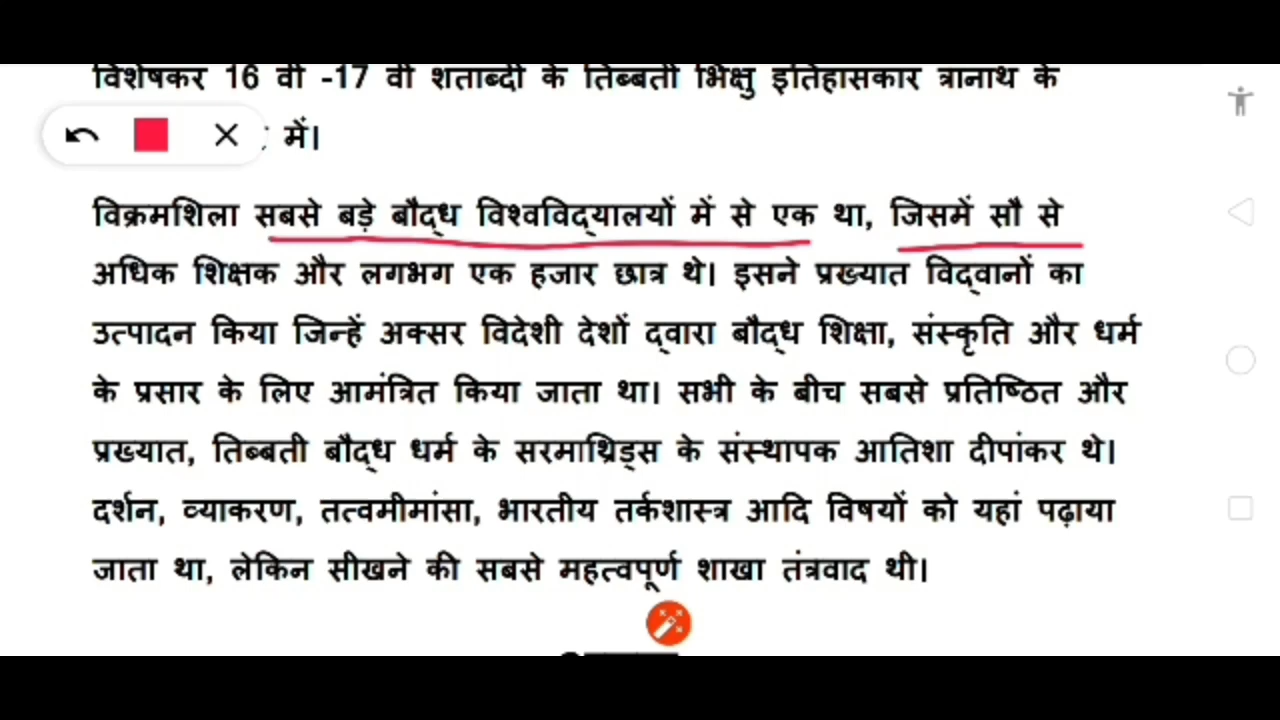 विशेषकर 16 वी -17 वी शताब्दी के तिब्बती भिक्षु इतिहासकार त्रानाथ के
में।
विक्रमशिला सबसे बड़े बौद्ध विश्वविद्यालयों में से एक था, जिसमें सौ से
अधिक शिक्षक और लगभग एक हजार छात्र थे। इसने प्रख्यात विद्वानों का
उत्पादन किया जिन्हें अक्सर विदेशी देशों द्वारा बौद्ध शिक्षा, संस्कृति और धर्म
के प्रसार के लिए आमंत्रित किया जाता था। सभी के बीच सबसे प्रतिष्ठित और
प्रख्यात, तिब्बती बौद्ध धर्म के सरमाथ्रिड्स के संस्थापक आतिशा दीपांकर थे।
दर्शन, व्याकरण, तत्वमीमांसा, भारतीय तर्कशास्त्र आदि विषयों को यहां पढ़ाया
जाता था, लेकिन सीखने की सबसे महत्वपूर्ण शाखा तंत्रवाद थी।